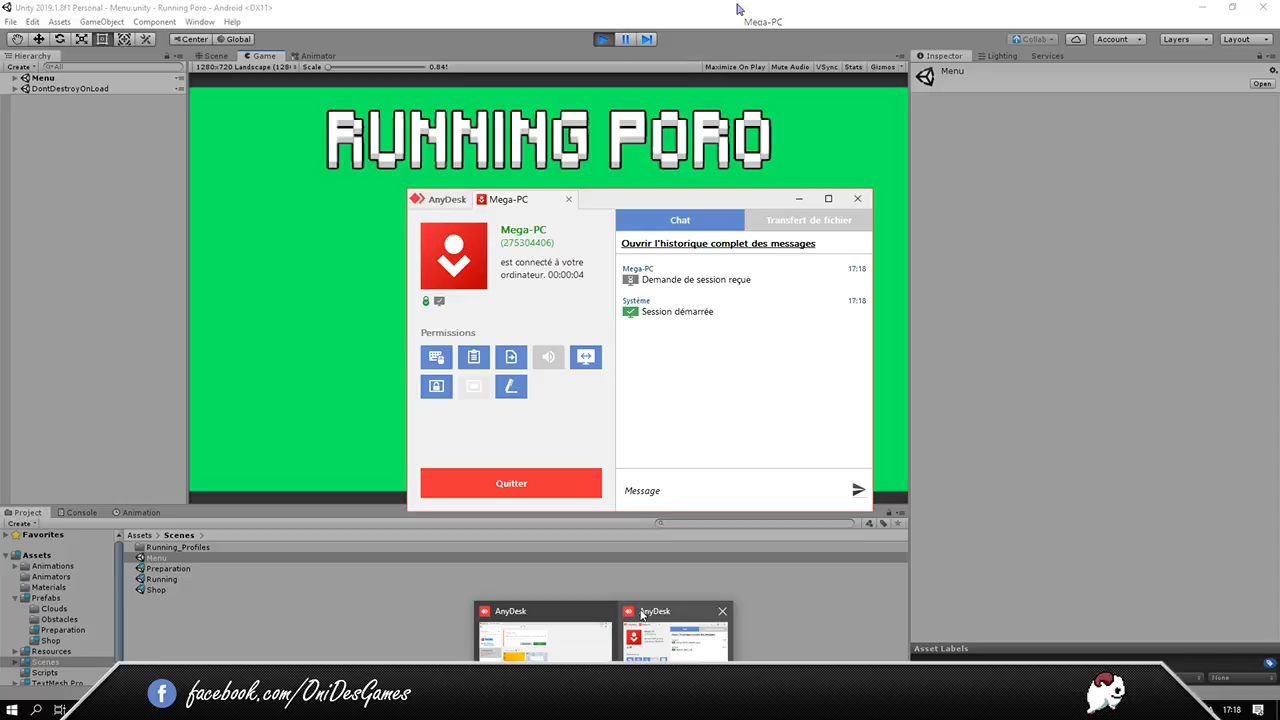 Unity 2019.1.8f1 Personal - Menu.unity - Running Poro - Android <DX11>
Mega-PC
File Edit Assets GameObject Component Window Help
Center Global
Collab Account Layers Layout
Hierarchy
Scene Game Animator
Inspector Lighting Services
Create All
1280x720 Landscape (128 Scale 0.84
Maximize On Play Mute Audio VSync Stats Gizmos
Menu
DontDestroyOnLoad
Menu
Open
RUNNING PORO
AnyDesk Mega-PC
Mega-PC
(275304406)
est connecté à votre
ordinateur. 00:00:04
Permissions
Quitter
Chat Transfert de fichier
Ouvrir l'historique complet des messages
Mega-PC 17:18
Demande de session reçue
Système 17:18
Session démarrée
Message
Project Console Animation
Create
Favorites
Assets
Animations
Animators
Materials
Prefabs
Clouds
Obstacles
Preparation
Shop
Resources
Scenes
Scripts
TextMesh Pro
Assets Scenes
Running_Profiles
Menu
Preparation
Running
Shop
AnyDesk AnyDesk
Asset Labels
None
facebook.com/OniDesGames
17:18